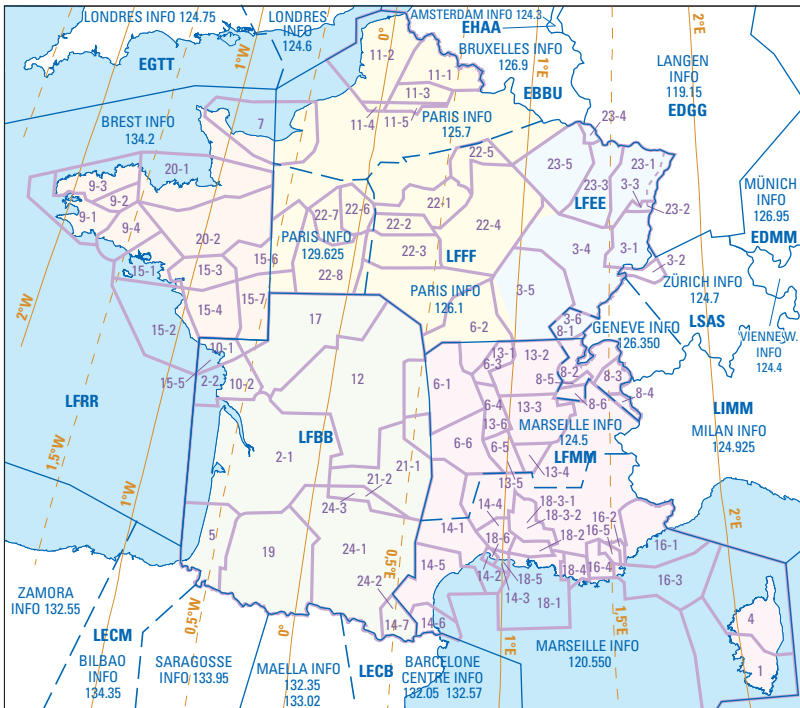 LONDRES
INFO 124.75
LONDRES
INFO
124.6
AMSTERDAM INFO 124.3
EHAA
BRUXELLES INFO
126.9
EBBU
EGTT
LANGEN
INFO
119.15
EDGG
MÜNICH
INFO
126.95
EDMM
BREST INFO
134.2
PARIS INFO
125.7
PARIS INFO
129.625
LFFF
PARIS INFO
126.1
LFEE
ZÜRICH INFO
124.7
LSAS
GENEVE INFO
126.350
VIENNE W.
INFO
124.4
LFRR
LFBB
MARSEILLE INFO
124.5
LFMM
LIMM
MILAN INFO
124.925
MARSEILLE INFO
120.550
ZAMORA
INFO 132.55
LECM
BILBAO
INFO
134.35
SARAGOSSE
INFO 133.95
MAELLA INFO
132.35
133.02
LECB
BARCELONE
CENTRE INFO
132.05 132.57
2°W
1°W
0°
1°E
2°E
2°W
1.5°W
1°W
0.5°W
0°
0,5°E
1°E
1,5°E
2°E
11-2
11-1
11-3
11-4
11-5
7
20-1
9-3
9-2
9-1
9-4
20-2
15-1
15-3
15-6
15-4
15-7
15-2
15-5
22-5
22-7
22-6
22-1
22-2
22-4
22-3
22-8
23-4
23-5
23-1
23-3
3-3
23-2
3-4
3-1
3-2
3-5
3-6
8-1
6-2
17
10-1
2-2
10-2
12
2-1
21-1
21-2
24-3
5
19
24-1
24-2
14-7
13-1
13-2
6-3
6-1
8-2
8-3
8-5
8-4
8-6
6-4
13-3
13-6
6-6
6-5
13-4
13-5
14-4
14-1
18-3-1
18-3-2
18-6
18-2
16-2
16-5
16-1
14-5
14-2
18-5
18-4
16-4
14-3
18-1
16-3
14-6
4
1